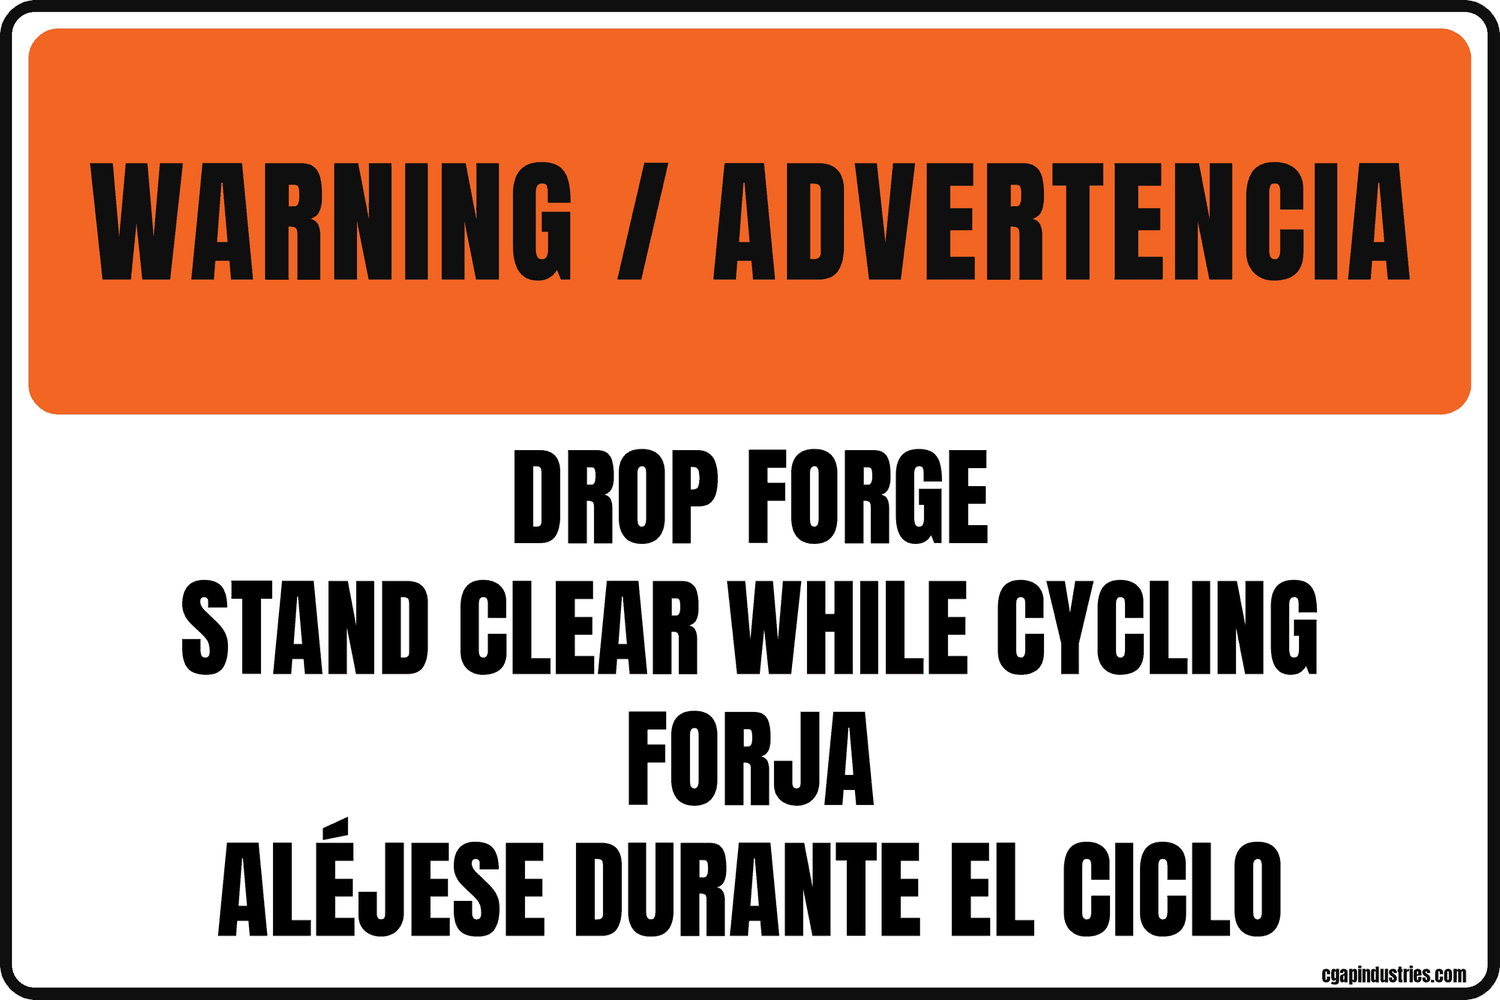 WARNING / ADVERTENCIA
DROP FORGE
STAND CLEAR WHILE CYCLING
FORJA
ALÉJESE DURANTE EL CICLO
cgapindustries.com